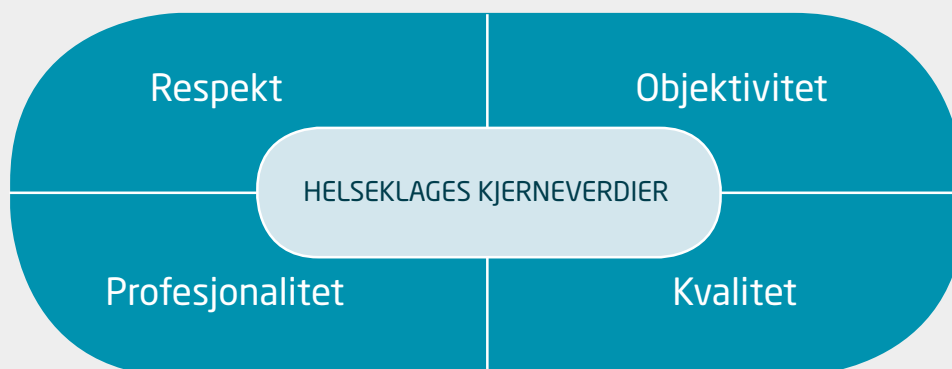 Respekt
Objektivitet
HELSEKLAGES KJERNEVERDIER
Profesjonalitet
Kvalitet